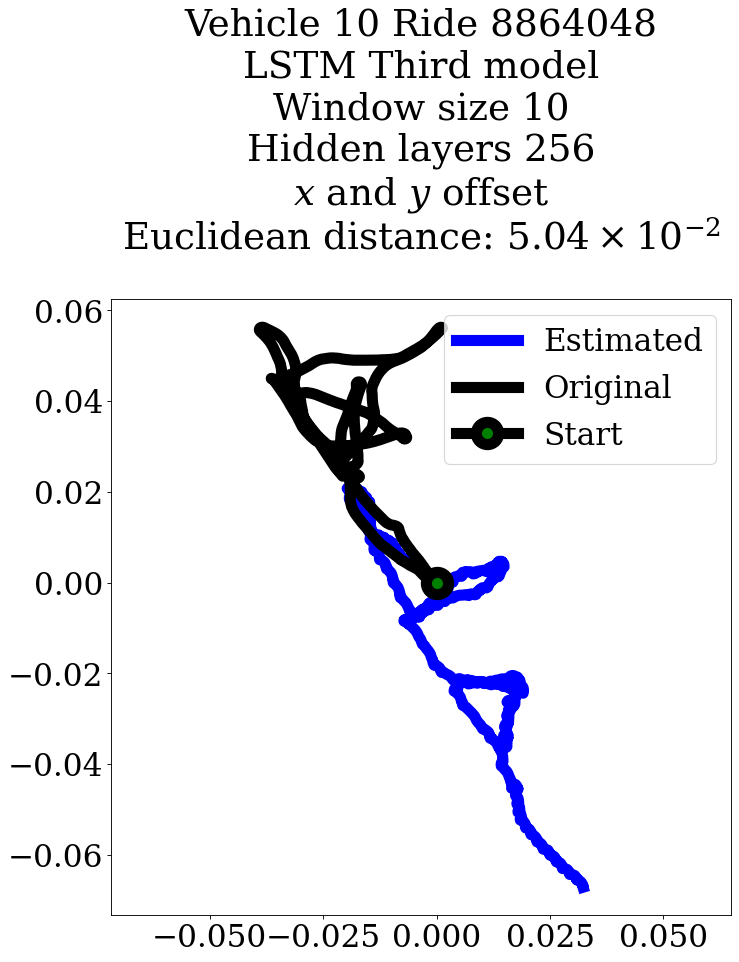 Vehicle 10 Ride 8864048
LSTM Third model
Window size 10
Hidden layers 256
x and y offset
Euclidean distance: 5.04 × 10⁻²
Estimated
Original
Start
0.06
0.04
0.02
0.00
−0.02
−0.04
−0.06
−0.050 −0.025 0.000 0.025 0.050